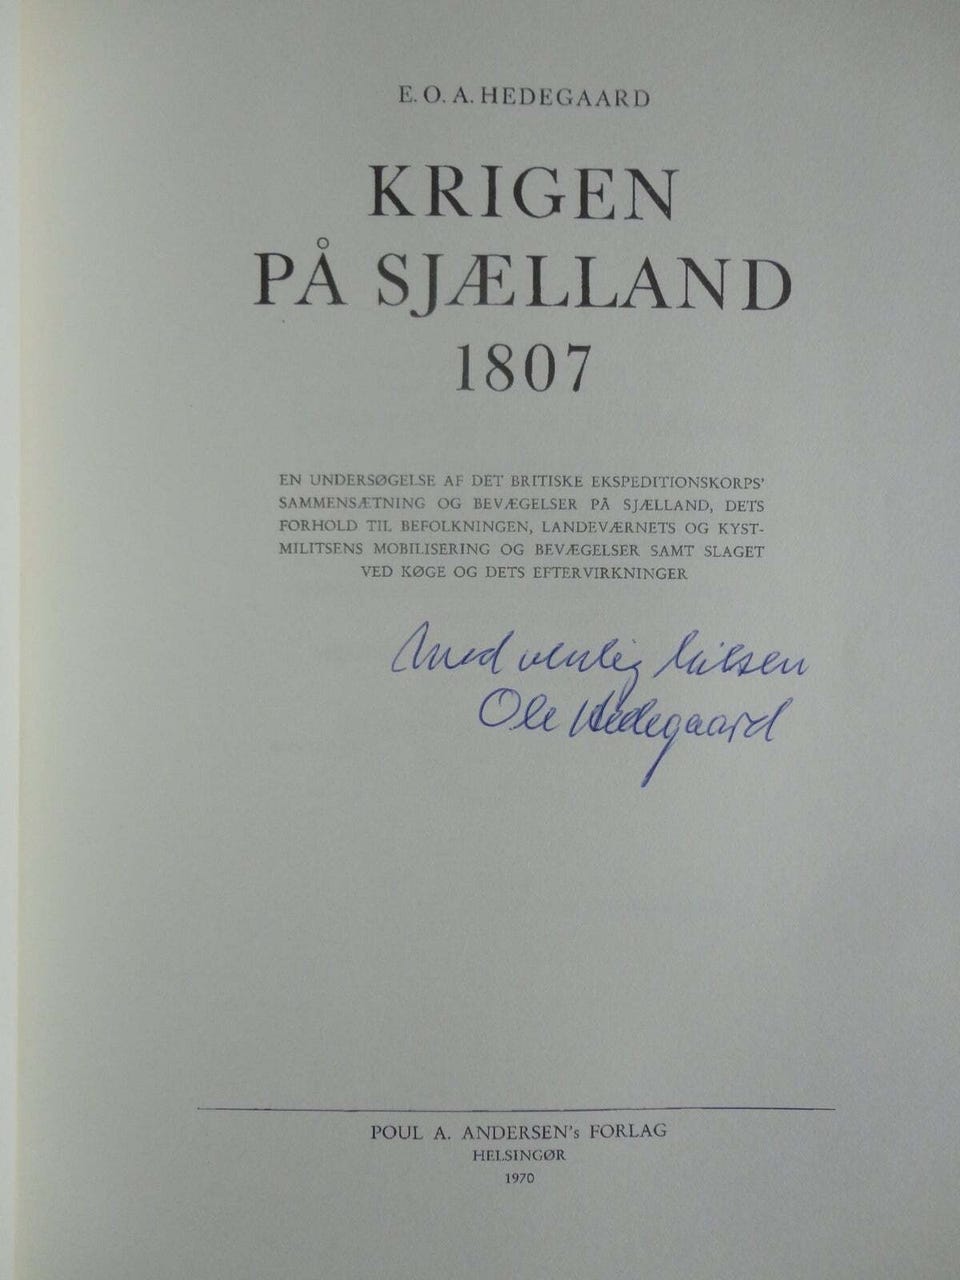 E. O. A. HEDEGAARD
KRIGEN
PÅ SJÆLLAND
1807
EN UNDERSØGELSE AF DET BRITISKE EKSPEDITIONSKORPS'
SAMMENSÆTNING OG BEVÆGELSER PÅ SJÆLLAND, DETS
FORHOLD TIL BEFOLKNINGEN, LANDEVÆRNETS OG KYST-
MILITSENS MOBILISERING OG BEVÆGELSER SAMT SLAGET
VED KØGE OG DETS EFTERVIRKNINGER
Med venlig hilsen
Ole Hedegaard
POUL A. ANDERSEN's FORLAG
HELSINGØR
1970